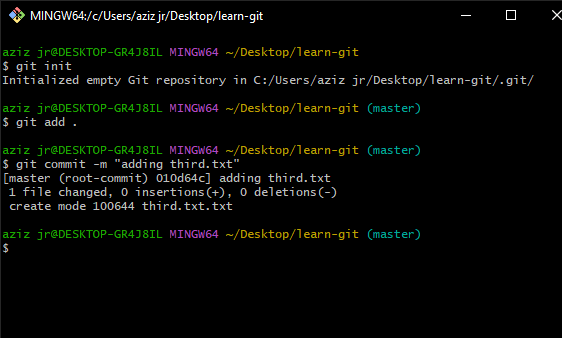 MINGW64:/c/Users/aziz jr/Desktop/learn-git
aziz jr@DESKTOP-GR4J8IL MINGW64 ~/Desktop/learn-git
$ git init
Initialized empty Git repository in C:/Users/aziz jr/Desktop/learn-git/.git/
aziz jr@DESKTOP-GR4J8IL MINGW64 ~/Desktop/learn-git (master)
$ git add .
aziz jr@DESKTOP-GR4J8IL MINGW64 ~/Desktop/learn-git (master)
$ git commit -m "adding third.txt"
[master (root-commit) 010d64c] adding third.txt
1 file changed, 0 insertions(+), 0 deletions(-)
create mode 100644 third.txt.txt
aziz jr@DESKTOP-GR4J8IL MINGW64 ~/Desktop/learn-git (master)
$